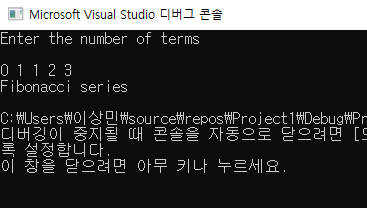 Microsoft Visual Studio 디버그 콘솔
Enter the number of terms
0 1 1 2 3
Fibonacci series
C:\Users\이상민\source\repos\Project1\Debug\Pr
디버깅이 중지될 때 콘솔을 자동으로 닫으려면 [
록 설정합니다.
이 창을 닫으려면 아무 키나 누르세요.